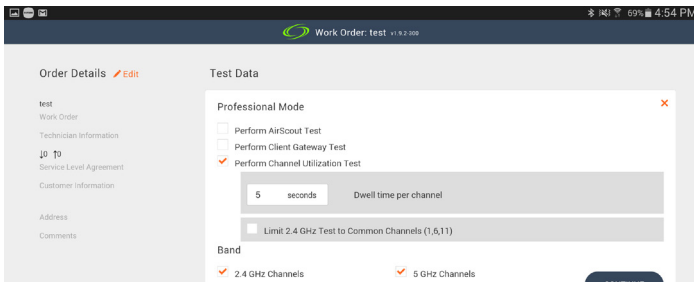 69% 4:54 PM
Work Order: test v1.9.2-300
Order Details Edit
Test Data
test
Work Order
Technician Information
↓0 ↑0
Service Level Agreement
Customer Information
Address
Comments
Professional Mode
Perform AirScout Test
Perform Client Gateway Test
Perform Channel Utilization Test
5 seconds Dwell time per channel
Limit 2.4 GHz Test to Common Channels (1,6,11)
Band
2.4 GHz Channels 5 GHz Channels